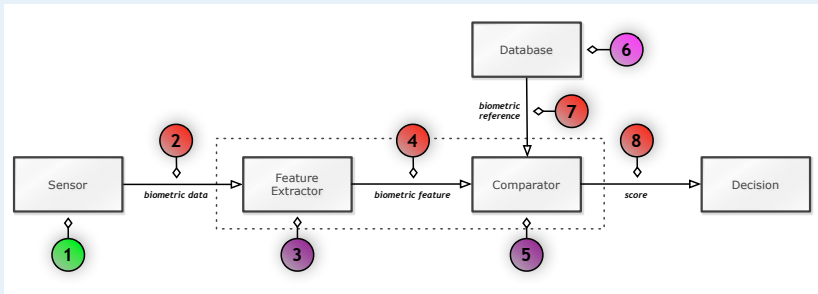 Database
6
biometric
reference
7
2
4
8
Sensor
biometric data
Feature
Extractor
biometric feature
Comparator
score
Decision
1
3
5